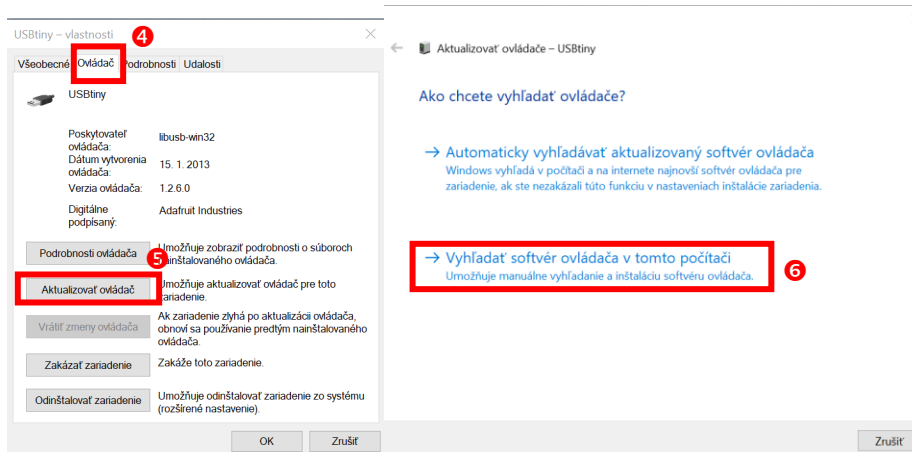 USBtiny – vlastnosti
4
Všeobecné Ovládač Podrobnosti Udalosti
USBtiny
Poskytovateľ ovládača:
libusb-win32
Dátum vytvorenia ovládača:
15. 1. 2013
Verzia ovládača:
1.2.6.0
Digitálne podpísaný:
Adafruit Industries
Podrobnosti ovládača
5
Umožňuje zobraziť podrobnosti o súboroch
nainštalovaného ovládača.
Aktualizovať ovládač
Umožňuje aktualizovať ovládač pre toto
zariadenie.
Vrátiť zmeny ovládača
Ak zariadenie zlyhá po aktualizácii ovládača,
obnoví sa používanie predtým nainštalovaného
ovládača.
Zakázať zariadenie
Zakáže toto zariadenie.
Odinštalovať zariadenie
Umožňuje odinštalovať zariadenie zo systému
(rozšírené nastavenie).
OK
Zrušiť
Aktualizovať ovládače – USBtiny
Ako chcete vyhľadať ovládače?
→ Automaticky vyhľadávať aktualizovaný softvér ovládača
Windows vyhľadá v počítači a na internete najnovší softvér ovládača pre
zariadenie, ak ste nezakázali túto funkciu v nastaveniach inštalácie zariadenia.
→ Vyhľadať softvér ovládača v tomto počítači
Umožňuje manuálne vyhľadanie a inštaláciu softvéru ovládača.
6
Zrušiť